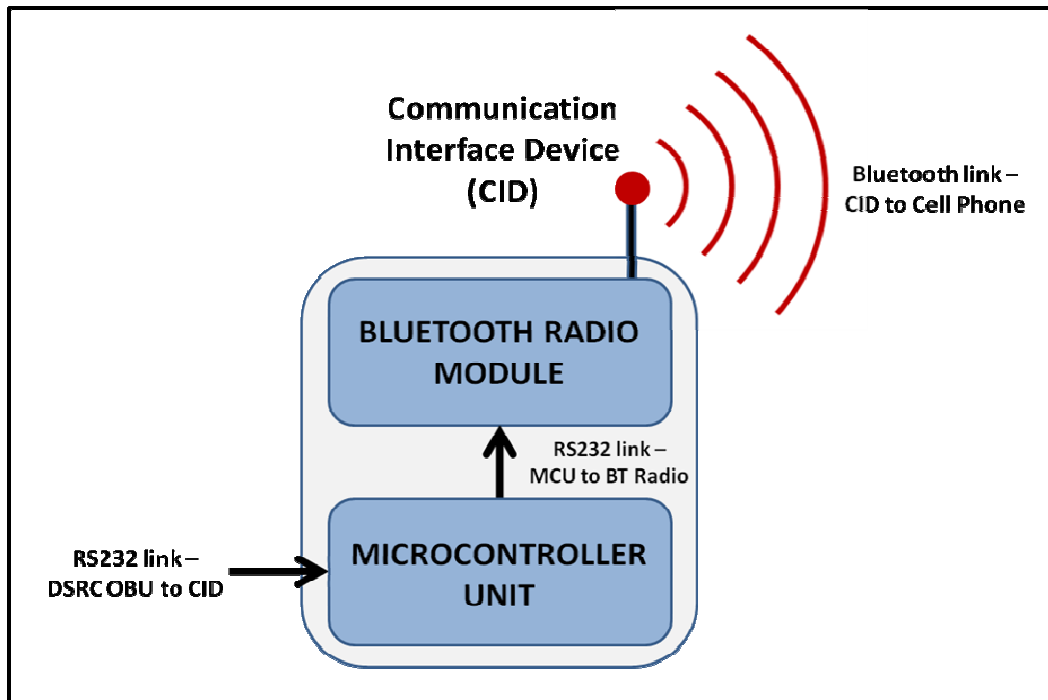 Communication
Interface Device
(CID)
Bluetooth link –
CID to Cell Phone
BLUETOOTH RADIO
MODULE
RS232 link –
MCU to BT Radio
MICROCONTROLLER
UNIT
RS232 link –
DSRC OBU to CID